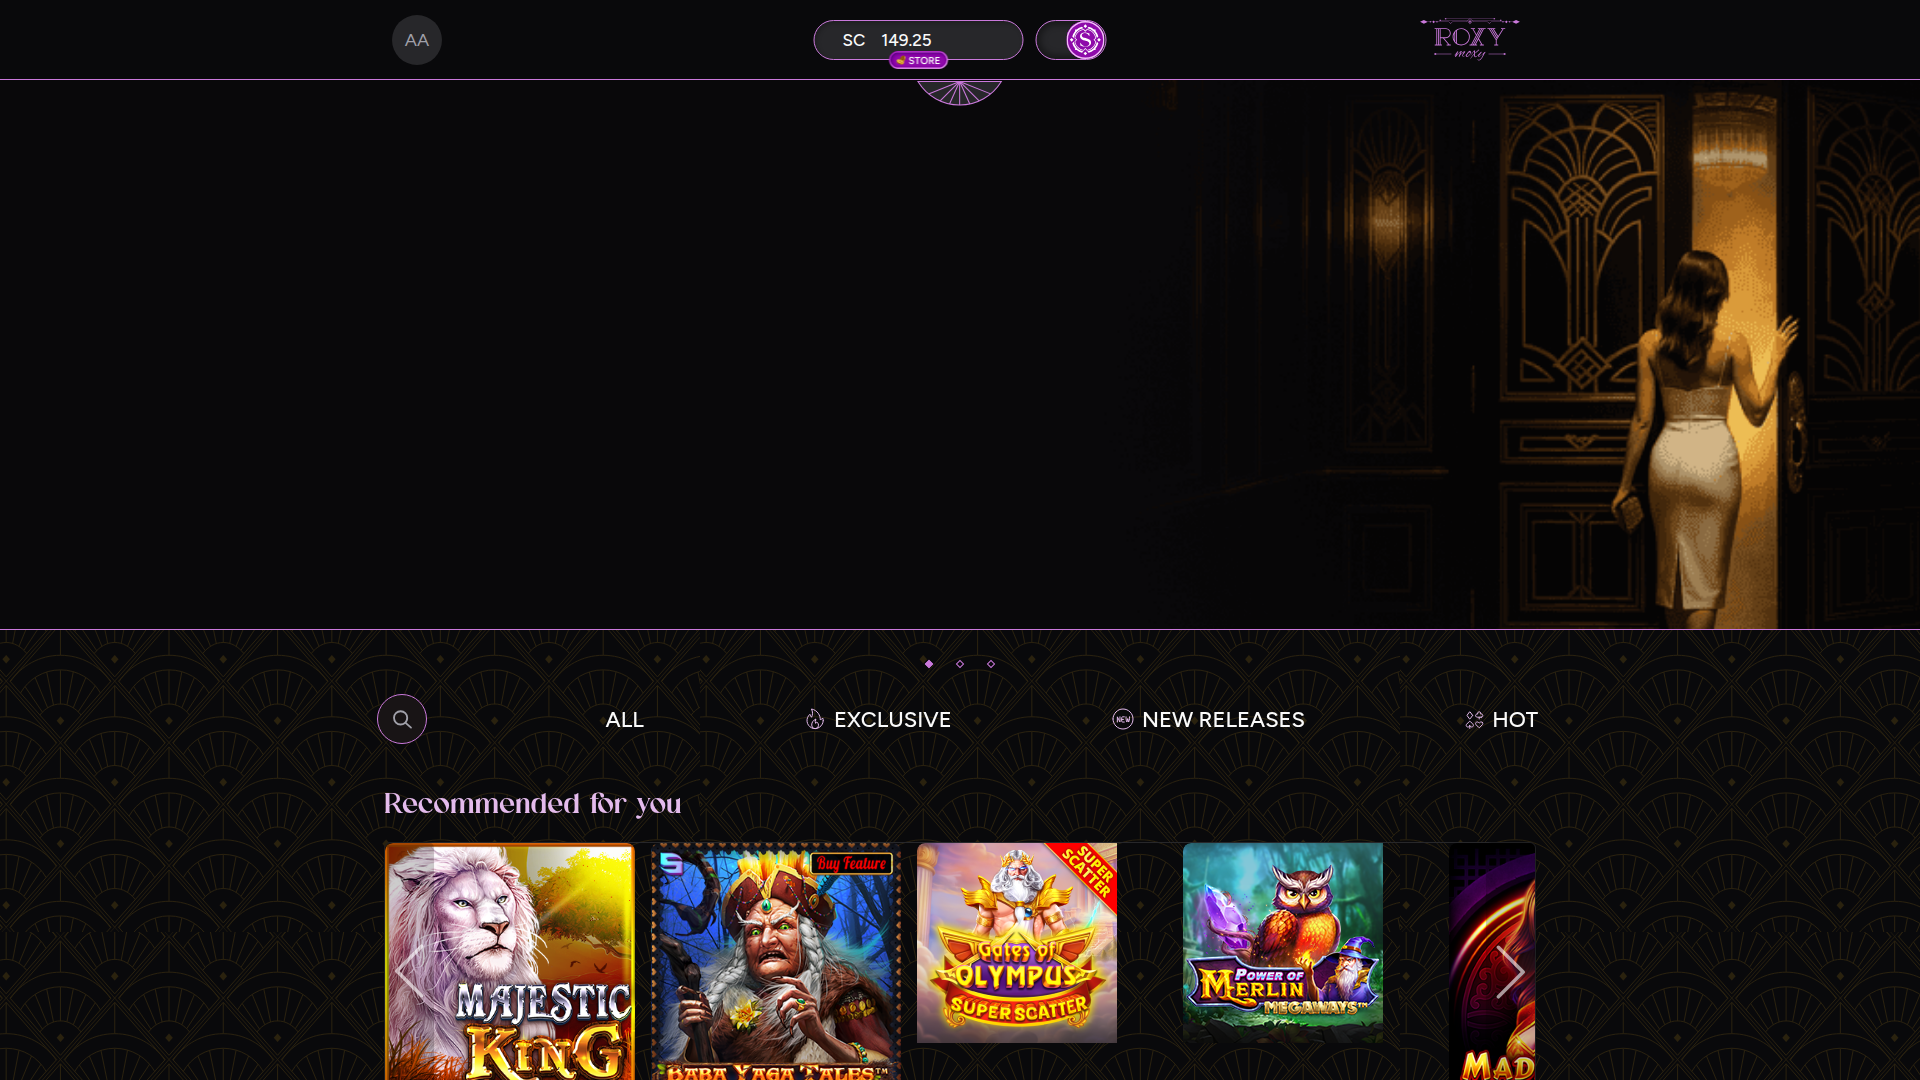 AA
SC 149.25
STORE
S
ROXY
moxy
ALL
EXCLUSIVE
NEW
NEW RELEASES
HOT
Recommended for you
MAJESTIC
KING
Buy Feature
BABA YAGA TALES™
SUPER
SCATTER
Gates of
OLYMPUS
SUPER SCATTER
POWER OF
MERLIN
MEGAWAYS™
MAD